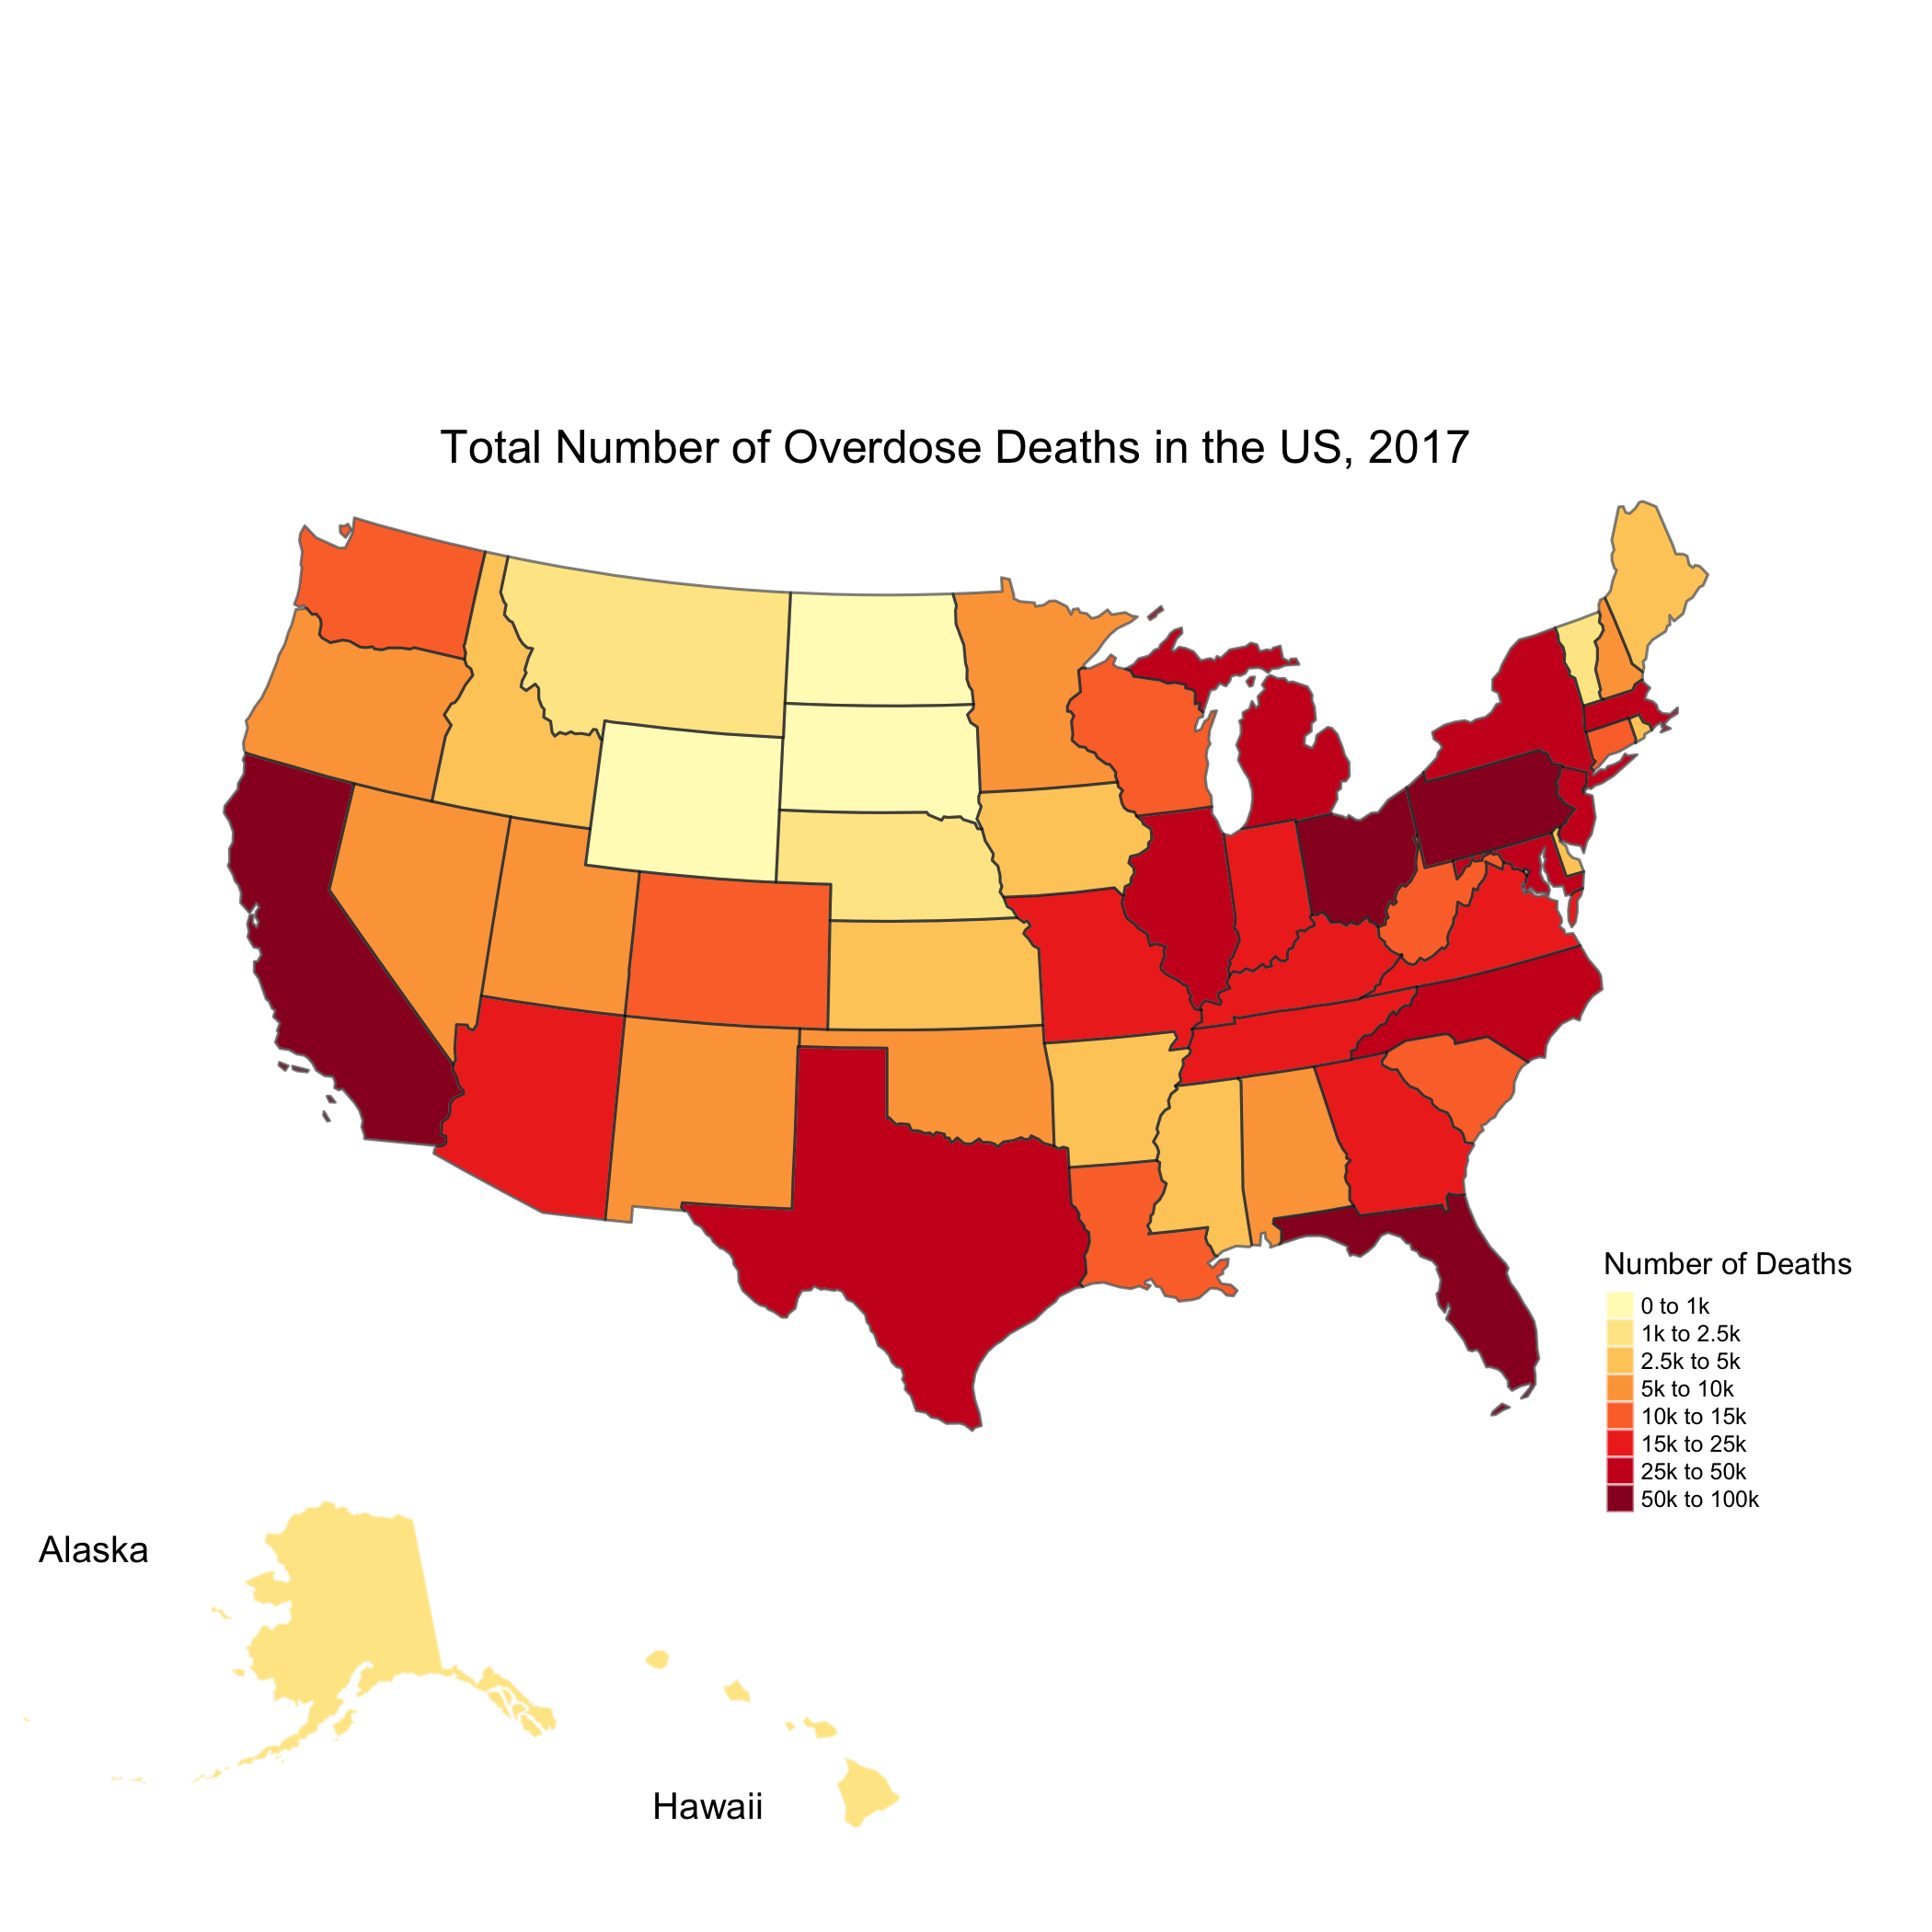 Total Number of Overdose Deaths in the US, 2017
Number of Deaths
0 to 1k
1k to 2.5k
2.5k to 5k
5k to 10k
10k to 15k
15k to 25k
25k to 50k
50k to 100k
Alaska
Hawaii